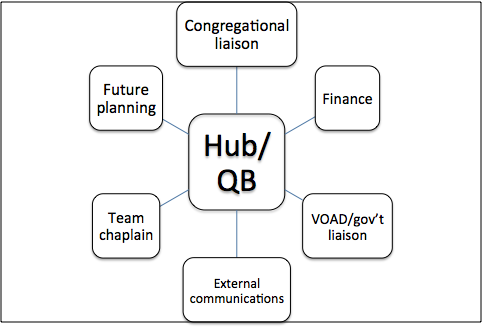 Congregational
liaison
Future
planning
Finance
Hub/
QB
Team
chaplain
VOAD/gov’t
liaison
External
communications